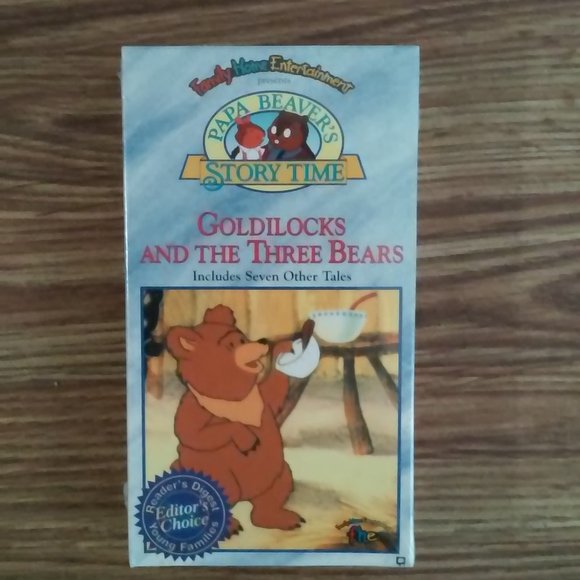 Family Home Entertainment
presents
PAPA BEAVER'S
STORY TIME
GOLDILOCKS
AND THE THREE BEARS
Includes Seven Other Tales
Reader's Digest
Editor's
Choice
Young Families
fhe